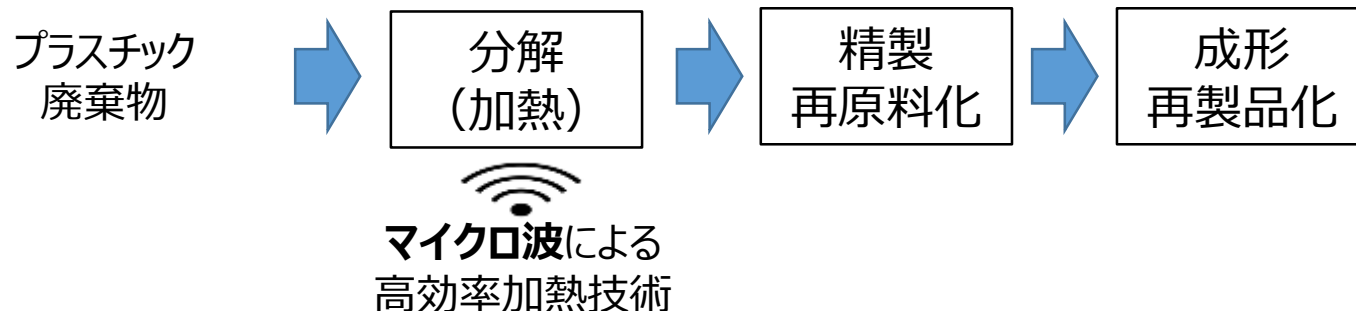 プラスチック
廃棄物
分解
（加熱）
精製
再原料化
成形
再製品化
マイクロ波による
高効率加熱技術